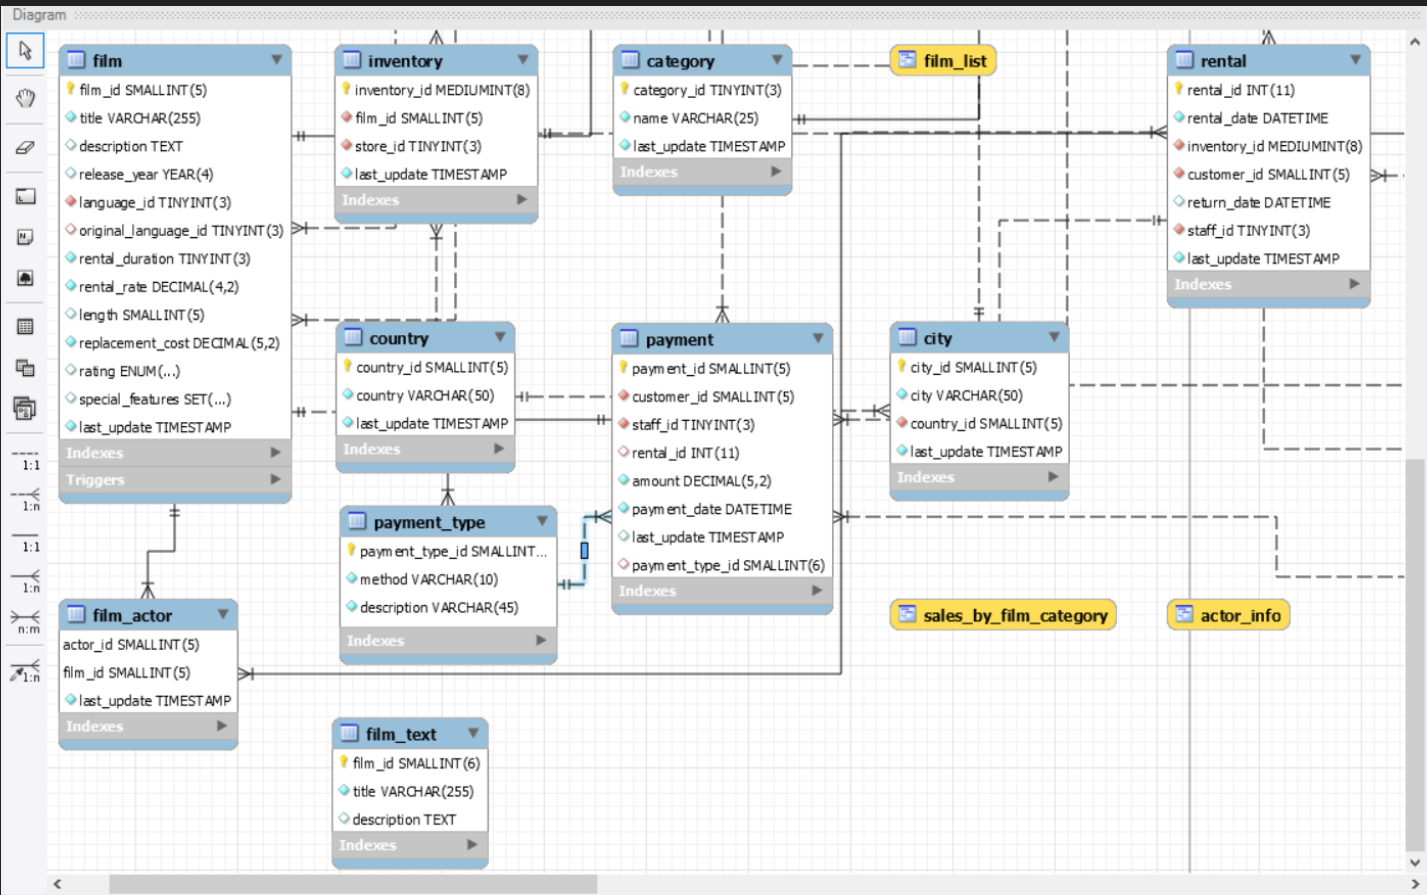 Diagram
film
film_id SMALLINT(5)
title VARCHAR(255)
description TEXT
release_year YEAR(4)
language_id TINYINT(3)
original_language_id TINYINT(3)
rental_duration TINYINT(3)
rental_rate DECIMAL(4,2)
length SMALLINT(5)
replacement_cost DECIMAL(5,2)
rating ENUM(...)
special_features SET(...)
last_update TIMESTAMP
Indexes
Triggers
inventory
inventory_id MEDIUMINT(8)
film_id SMALLINT(5)
store_id TINYINT(3)
last_update TIMESTAMP
Indexes
category
category_id TINYINT(3)
name VARCHAR(25)
last_update TIMESTAMP
Indexes
film_list
rental
rental_id INT(11)
rental_date DATETIME
inventory_id MEDIUMINT(8)
customer_id SMALLINT(5)
return_date DATETIME
staff_id TINYINT(3)
last_update TIMESTAMP
Indexes
country
country_id SMALLINT(5)
country VARCHAR(50)
last_update TIMESTAMP
Indexes
payment
payment_id SMALLINT(5)
customer_id SMALLINT(5)
staff_id TINYINT(3)
rental_id INT(11)
amount DECIMAL(5,2)
payment_date DATETIME
last_update TIMESTAMP
payment_type_id SMALLINT(6)
Indexes
city
city_id SMALLINT(5)
city VARCHAR(50)
country_id SMALLINT(5)
last_update TIMESTAMP
Indexes
payment_type
payment_type_id SMALLINT...
method VARCHAR(10)
description VARCHAR(45)
Indexes
film_actor
actor_id SMALLINT(5)
film_id SMALLINT(5)
last_update TIMESTAMP
Indexes
sales_by_film_category
actor_info
film_text
film_id SMALLINT(6)
title VARCHAR(255)
description TEXT
Indexes
1:1
1:n
1:1
1:n
n:m
1:n